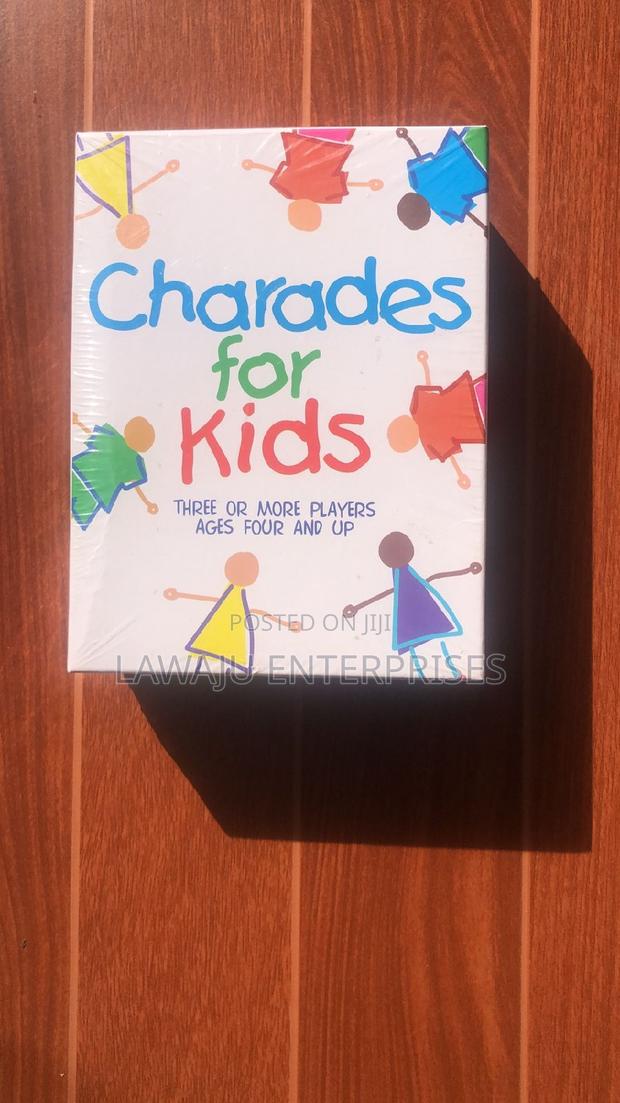 Charades
for
Kids
THREE OR MORE PLAYERS
AGES FOUR AND UP
POSTED ON JIJI
LAWAJU ENTERPRISES